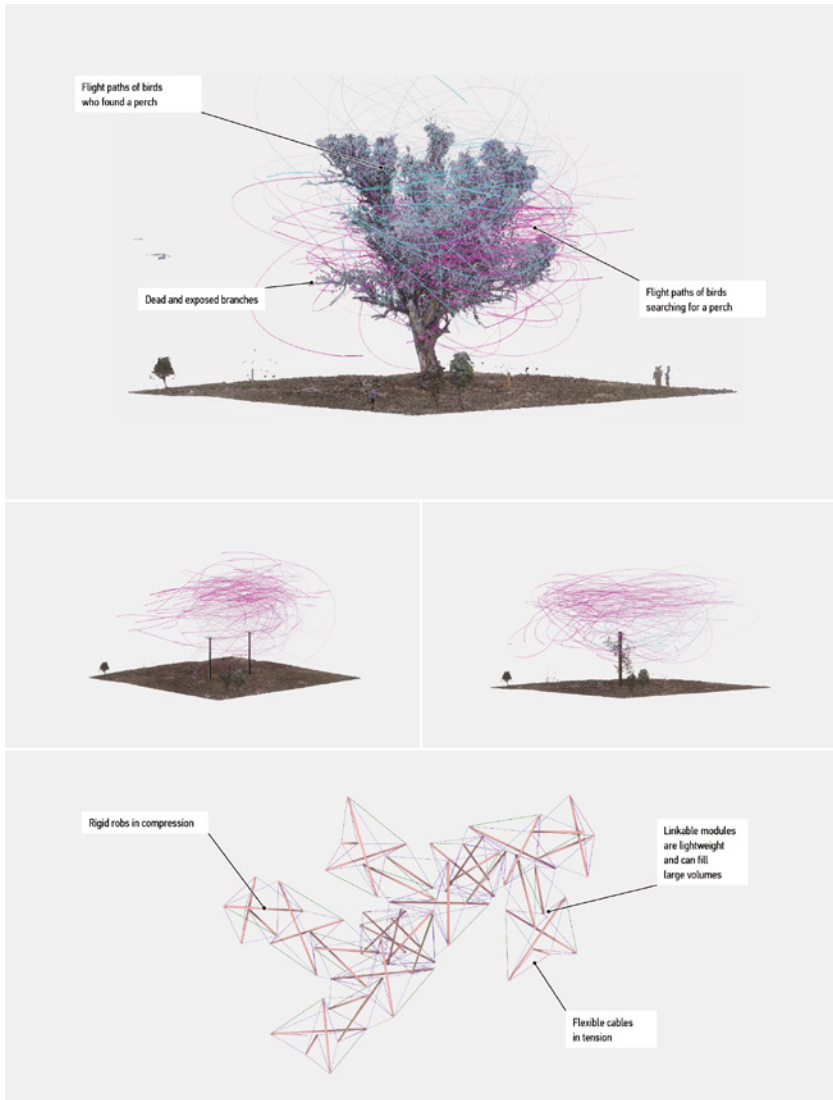 Flight paths of birds
who found a perch
Dead and exposed branches
Flight paths of birds
searching for a perch
Rigid robs in compression
Linkable modules
are lightweight
and can fill
large volumes
Flexible cables
in tension